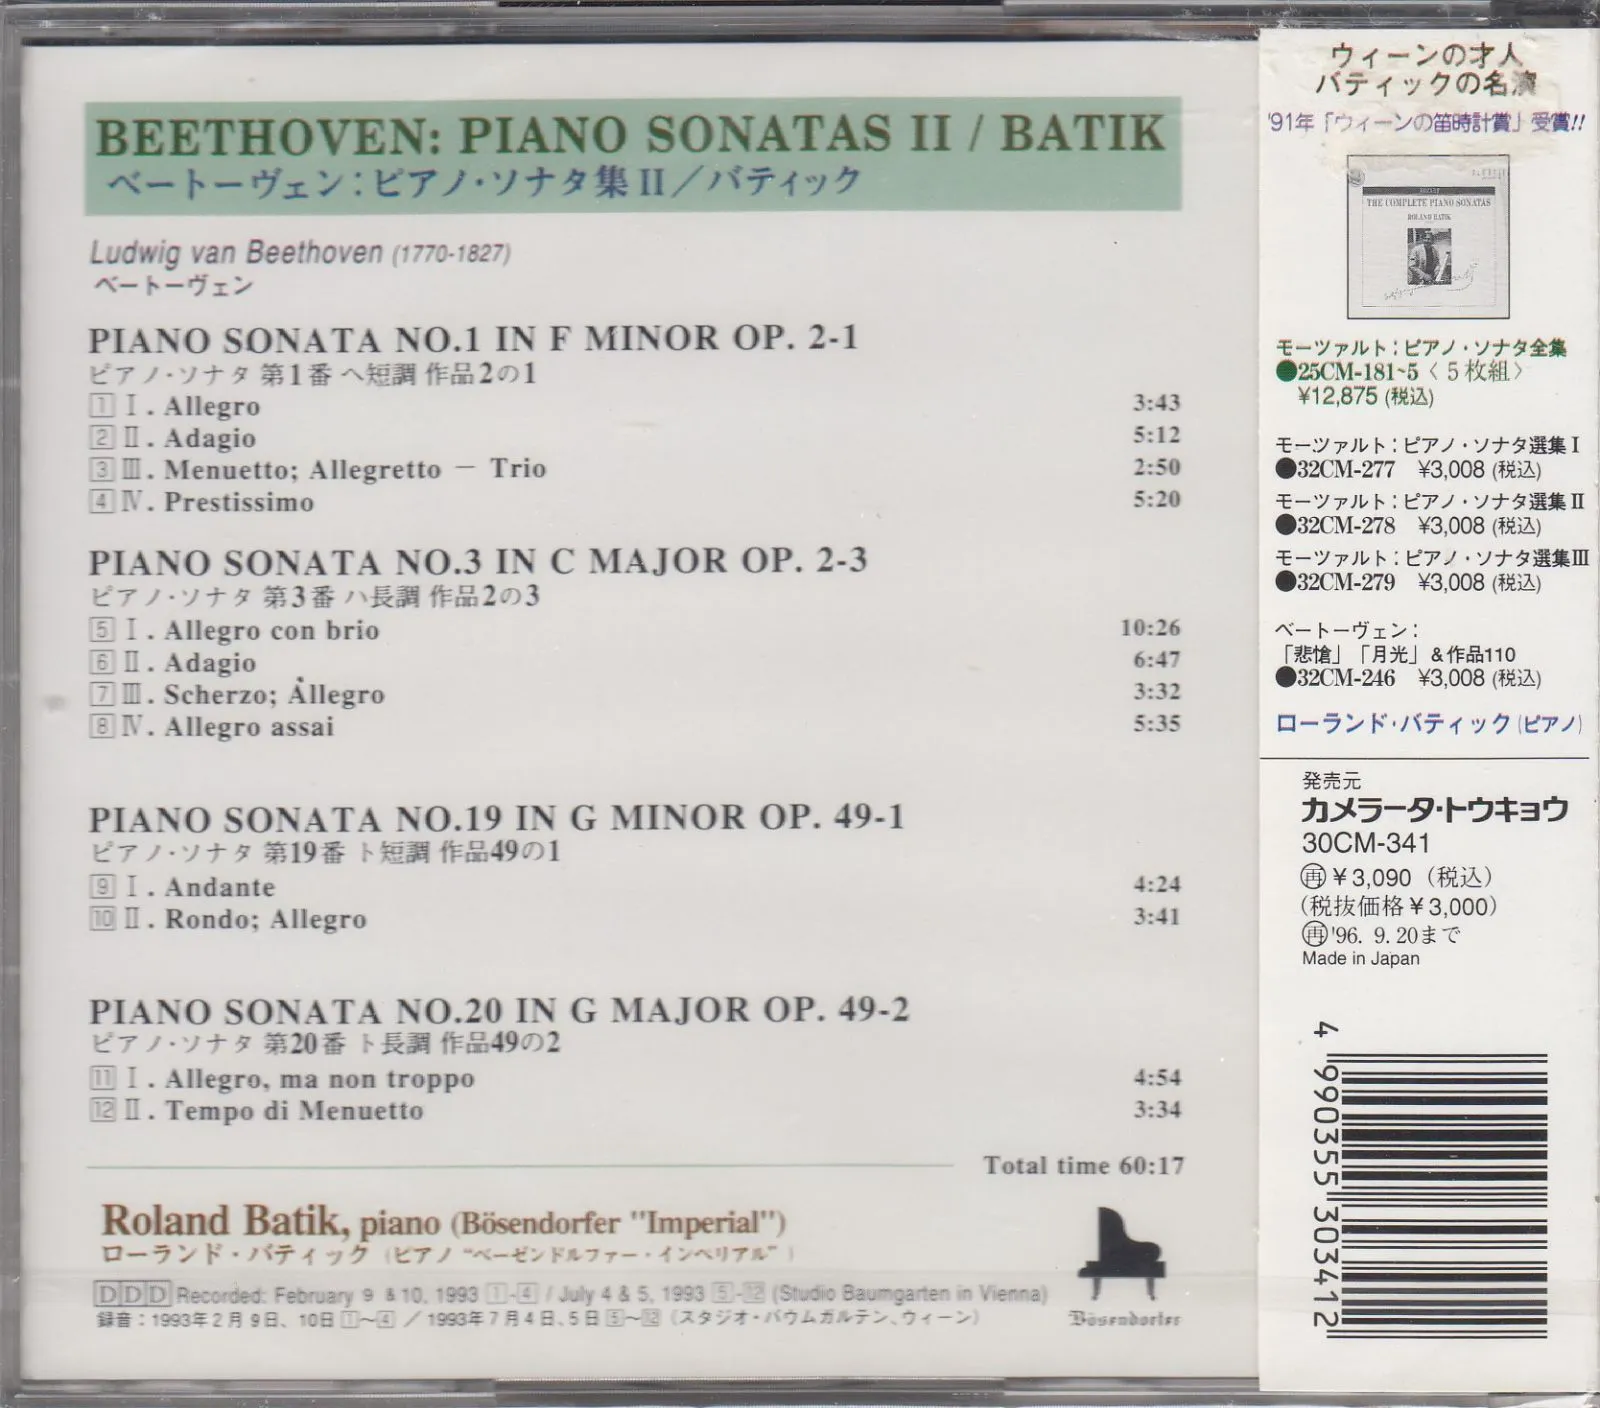 BEETHOVEN: PIANO SONATAS II / BATIK
ベートーヴェン：ピアノ・ソナタ集 II／バティック
Ludwig van Beethoven (1770-1827)
ベートーヴェン
PIANO SONATA NO.1 IN F MINOR OP. 2-1
ピアノ・ソナタ 第1番 ヘ短調 作品2の1
1 I. Allegro 3:43
2 II. Adagio 5:12
3 III. Menuetto; Allegretto — Trio 2:50
4 IV. Prestissimo 5:20
PIANO SONATA NO.3 IN C MAJOR OP. 2-3
ピアノ・ソナタ 第3番 ハ長調 作品2の3
5 I. Allegro con brio 10:26
6 II. Adagio 6:47
7 III. Scherzo; Allegro 3:32
8 IV. Allegro assai 5:35
PIANO SONATA NO.19 IN G MINOR OP. 49-1
ピアノ・ソナタ 第19番 ト短調 作品49の1
9 I. Andante 4:24
10 II. Rondo; Allegro 3:41
PIANO SONATA NO.20 IN G MAJOR OP. 49-2
ピアノ・ソナタ 第20番 ト長調 作品49の2
11 I. Allegro, ma non troppo 4:54
12 II. Tempo di Menuetto 3:34
Total time 60:17
Roland Batik, piano (Bösendorfer "Imperial")
ローランド・バティック（ピアノ "ベーゼンドルファー・インペリアル"）
DDD Recorded: February 9 & 10, 1993 1-4 / July 4 & 5, 1993 5-12 (Studio Baumgarten in Vienna)
録音：1993年2月9日、10日 1～4 ／1993年7月4日、5日 5～12（スタジオ・バウムガルテン、ウィーン）
Bösendorfer
ウィーンの才人
バティックの名演
'91年「ウィーンの笛時計賞」受賞!!
MOZART
THE COMPLETE PIANO SONATAS
ROLAND BATIK
モーツァルト：ピアノ・ソナタ全集
●25CM-181~5〈5枚組〉
¥12,875 (税込)
モーツァルト：ピアノ・ソナタ選集 I
●32CM-277 ¥3,008 (税込)
モーツァルト：ピアノ・ソナタ選集 II
●32CM-278 ¥3,008 (税込)
モーツァルト：ピアノ・ソナタ選集 III
●32CM-279 ¥3,008 (税込)
ベートーヴェン：
「悲愴」「月光」&作品110
●32CM-246 ¥3,008 (税込)
ローランド・バティック(ピアノ)
発売元
カメラータ・トウキョウ
30CM-341
㊞再 ¥3,090（税込）
(税抜価格¥3,000)
再 '96. 9.20まで
Made in Japan
4 990355 303412